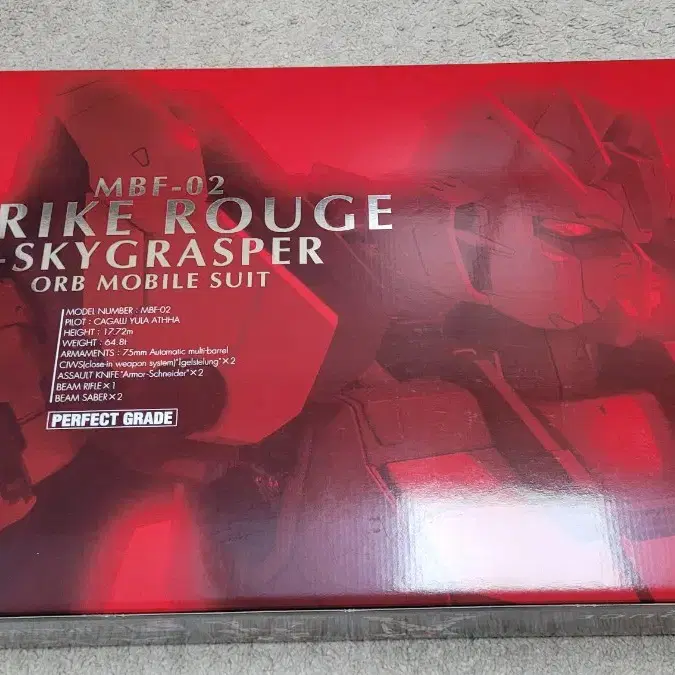 MBF-02
RIKE ROUGE
-SKYGRASPER
ORB MOBILE SUIT
MODEL NUMBER : MBF-02
PILOT : CAGALLI YULA ATHHA
HEIGHT : 17.72m
WEIGHT : 64.8t
ARMAMENTS : 75mm Automatic multi-barrel
CIWS(close-in weapon system)"Igelstellung"×2
ASSAULT KNIFE"Armor-Schneider"×2
BEAM RIFLE×1
BEAM SABER×2
PERFECT GRADE